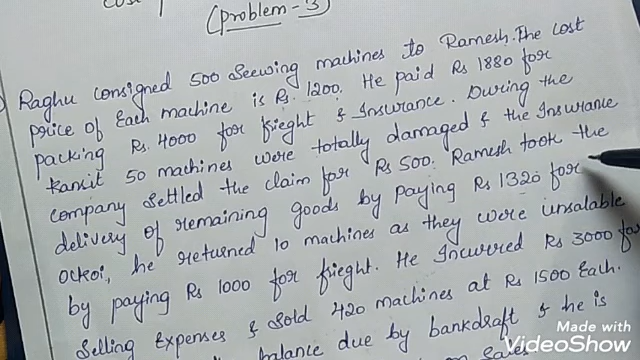 (Problem - 3)
Raghu consigned 500 Seewing machines to Ramesh. The cost
price of Each machine is Rs. 1200. He paid Rs 1880 for
packing Rs. 4000 for frieght & Insurance. During the
Transit 50 machines were totally damaged & the Insurance
company settled the claim for Rs 500. Ramesh took the
delivery of remaining goods by paying Rs 1320 for
ockoi, he returned 10 machines as they were unsalable
by paying Rs 1000 for frieght. He Incurred Rs 3000 for
Selling Expenses & Sold 420 machines at Rs 1500 Each.
balance due by bankdraft & he is
Sales
Made with
VideoShow